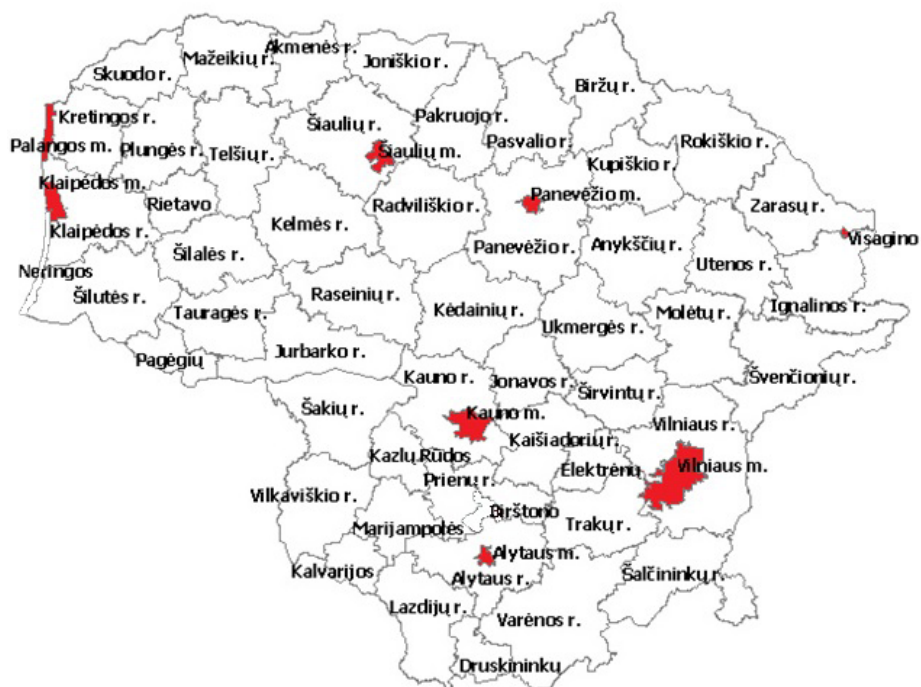 Akmenės r.
Mažeikių r.
Joniškio r.
Skuodo r.
Biržų r.
Kretingos r.
Šiaulių r.
Pakruojo r.
Pasvalio r.
Rokiškio r.
Palangos m.
Plungės r.
Telšių r.
Šiaulių m.
Kupiškio r.
Klaipėdos m.
Rietavo
Radviliškio r.
Panevėžio m.
Zarasų r.
Klaipėdos r.
Kelmės r.
Panevėžio r.
Anykščių r.
Visagino
Šilalės r.
Utenos r.
Neringos
Šilutės r.
Raseinių r.
Kėdainių r.
Molėtų r.
Ignalinos r.
Tauragės r.
Ukmergės r.
Pagėgių
Jurbarko r.
Kauno r.
Jonavos r.
Širvintų r.
Švenčionių r.
Šakių r.
Kauno m.
Vilniaus r.
Kaišiadorių r.
Kazlų Rūdos
Elektrėnų
Vilniaus m.
Prienų r.
Vilkaviškio r.
Birštono
Marijampolės
Trakų r.
Alytaus m.
Kalvarijos
Alytaus r.
Šalčininkų r.
Lazdijų r.
Varėnos r.
Druskininkų